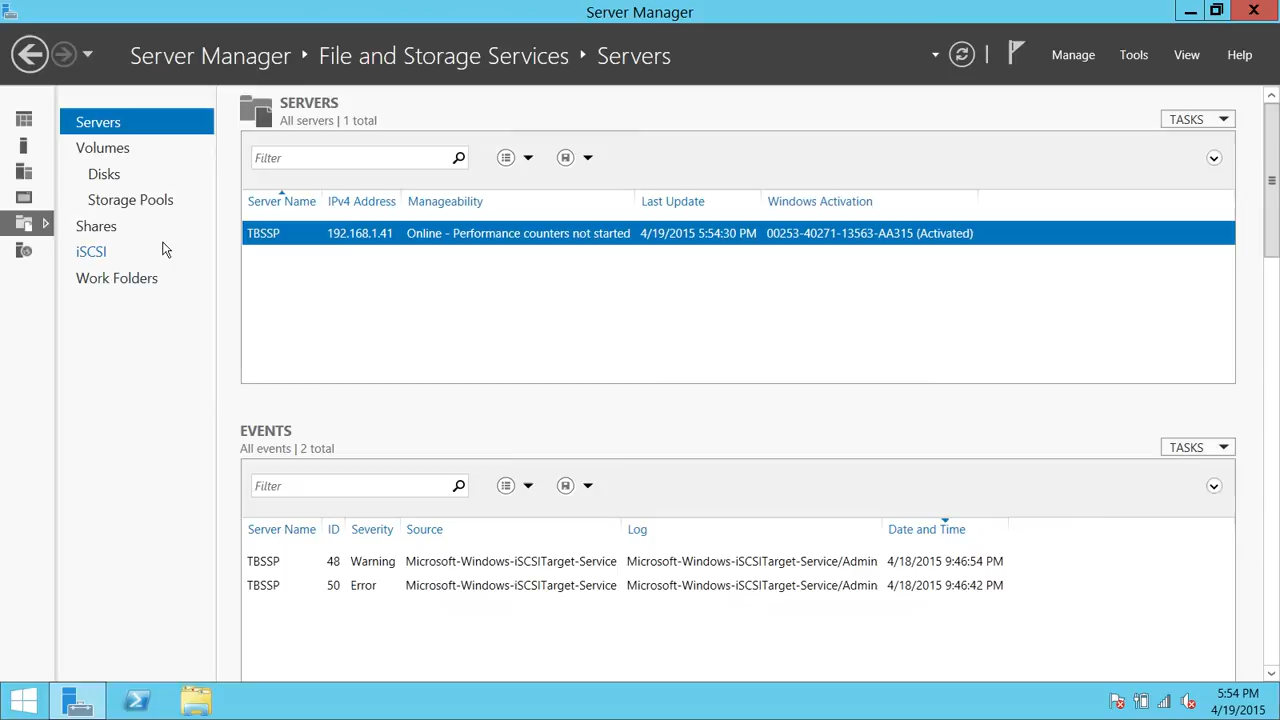 Server Manager
Server Manager ‣ File and Storage Services ‣ Servers
Manage Tools View Help
Servers
Volumes
Disks
Storage Pools
Shares
iSCSI
Work Folders
SERVERS
All servers | 1 total
TASKS
Filter
Server Name IPv4 Address Manageability Last Update Windows Activation
TBSSP 192.168.1.41 Online - Performance counters not started 4/19/2015 5:54:30 PM 00253-40271-13563-AA315 (Activated)
EVENTS
All events | 2 total
TASKS
Filter
Server Name ID Severity Source Log Date and Time
TBSSP 48 Warning Microsoft-Windows-iSCSITarget-Service Microsoft-Windows-iSCSITarget-Service/Admin 4/18/2015 9:46:54 PM
TBSSP 50 Error Microsoft-Windows-iSCSITarget-Service Microsoft-Windows-iSCSITarget-Service/Admin 4/18/2015 9:46:42 PM
5:54 PM
4/19/2015